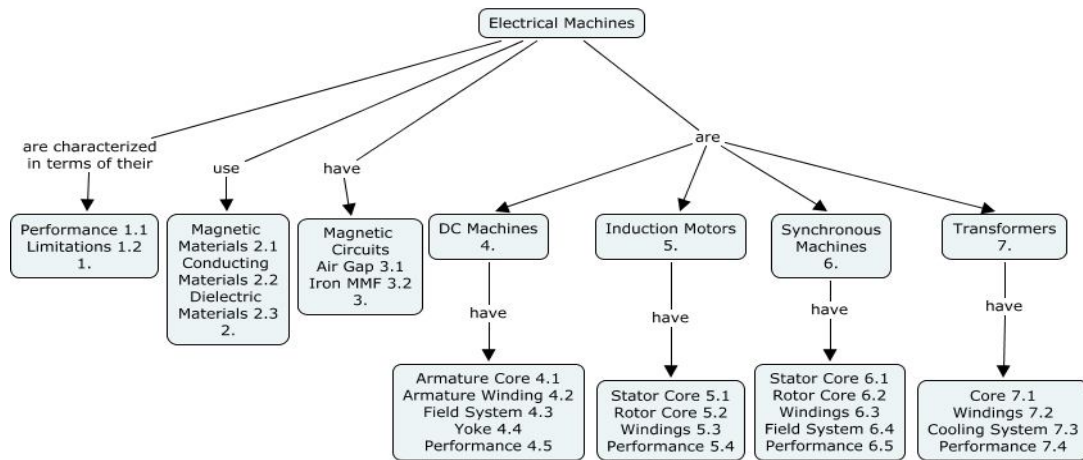 Electrical Machines
are characterized
in terms of their
use
have
are
Performance 1.1
Limitations 1.2
1.
Magnetic
Materials 2.1
Conducting
Materials 2.2
Dielectric
Materials 2.3
2.
Magnetic
Circuits
Air Gap 3.1
Iron MMF 3.2
3.
DC Machines
4.
Induction Motors
5.
Synchronous
Machines
6.
Transformers
7.
have
have
have
have
Armature Core 4.1
Armature Winding 4.2
Field System 4.3
Yoke 4.4
Performance 4.5
Stator Core 5.1
Rotor Core 5.2
Windings 5.3
Performance 5.4
Stator Core 6.1
Rotor Core 6.2
Windings 6.3
Field System 6.4
Performance 6.5
Core 7.1
Windings 7.2
Cooling System 7.3
Performance 7.4